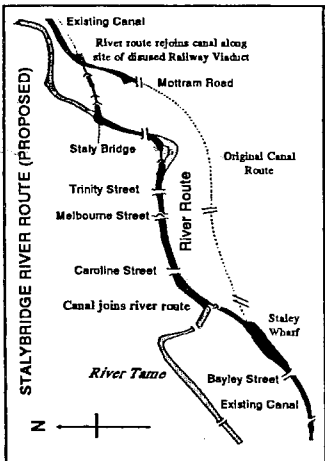 STALYBRIDGE RIVER ROUTE (PROPOSED)
Existing Canal
River route rejoins canal along
site of disused Railway Viaduct
Mottram Road
Staly Bridge
Original Canal
Route
Trinity Street
River Route
Melbourne Street
Caroline Street
Canal joins river route
Staley
Wharf
River Tame
Bayley Street
Existing Canal
N